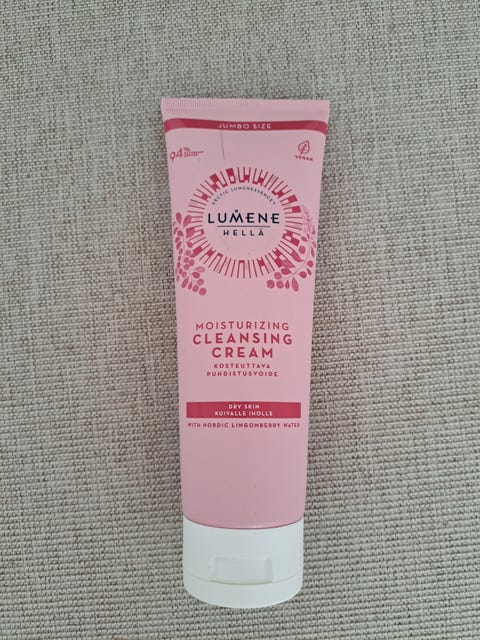 JUMBO SIZE
94%
VEGAN
ARCTIC LUMENESSENCE™
LUMENE
HELLÄ
MOISTURIZING
CLEANSING
CREAM
KOSTEUTTAVA
PUHDISTUSVOIDE
DRY SKIN
KUIVALLE IHOLLE
WITH NORDIC LINGONBERRY WATER